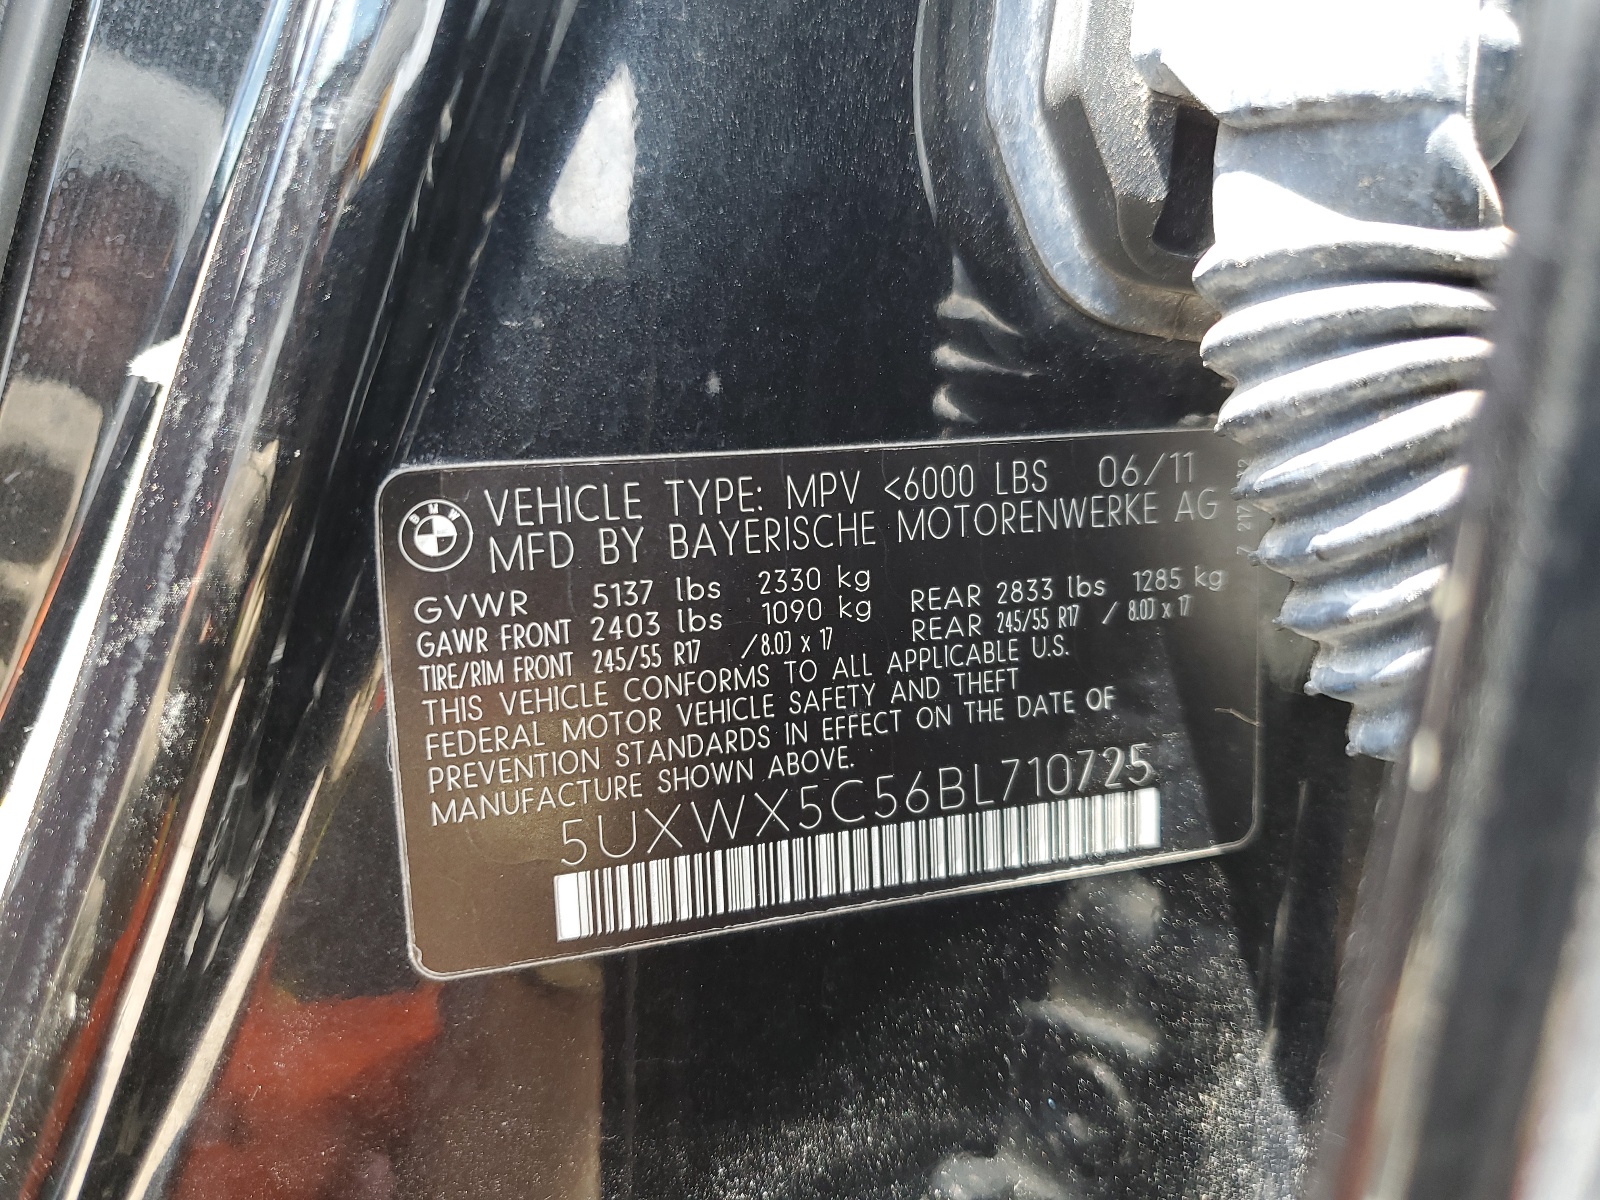 BMW
VEHICLE TYPE: MPV <6000 LBS 06/11
MFD BY BAYERISCHE MOTORENWERKE AG
GVWR 5137 lbs 2330 kg
GAWR FRONT 2403 lbs 1090 kg REAR 2833 lbs 1285 kg
TIRE/RIM FRONT 245/55 R17 /8.0J x 17 REAR 245/55 R17 / 8.0J x 17
THIS VEHICLE CONFORMS TO ALL APPLICABLE U.S.
FEDERAL MOTOR VEHICLE SAFETY AND THEFT
PREVENTION STANDARDS IN EFFECT ON THE DATE OF
MANUFACTURE SHOWN ABOVE.
5UXWX5C56BL710725